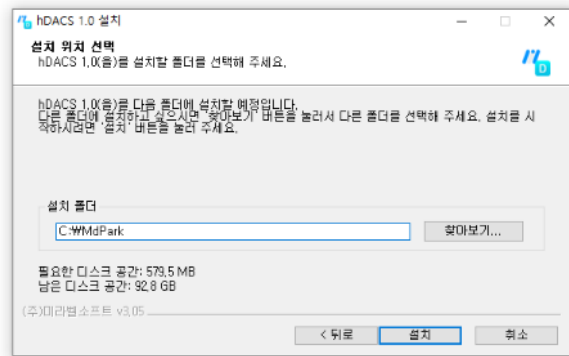 hDACS 1.0 설치
설치 위치 선택
hDACS 1.0(을)를 설치할 폴더를 선택해 주세요.
hDACS 1.0(을)를 다음 폴더에 설치할 예정입니다.
다른 폴더에 설치하고 싶으시면 '찾아보기' 버튼을 눌러서 다른 폴더를 선택해 주세요. 설치를 시
작하시려면 '설치' 버튼을 눌러 주세요.
설치 폴더
C:₩MdPark
찾아보기...
필요한 디스크 공간: 579.5 MB
남은 디스크 공간: 92.8 GB
(주)미라벨소프트 v3.05
< 뒤로
설치
취소